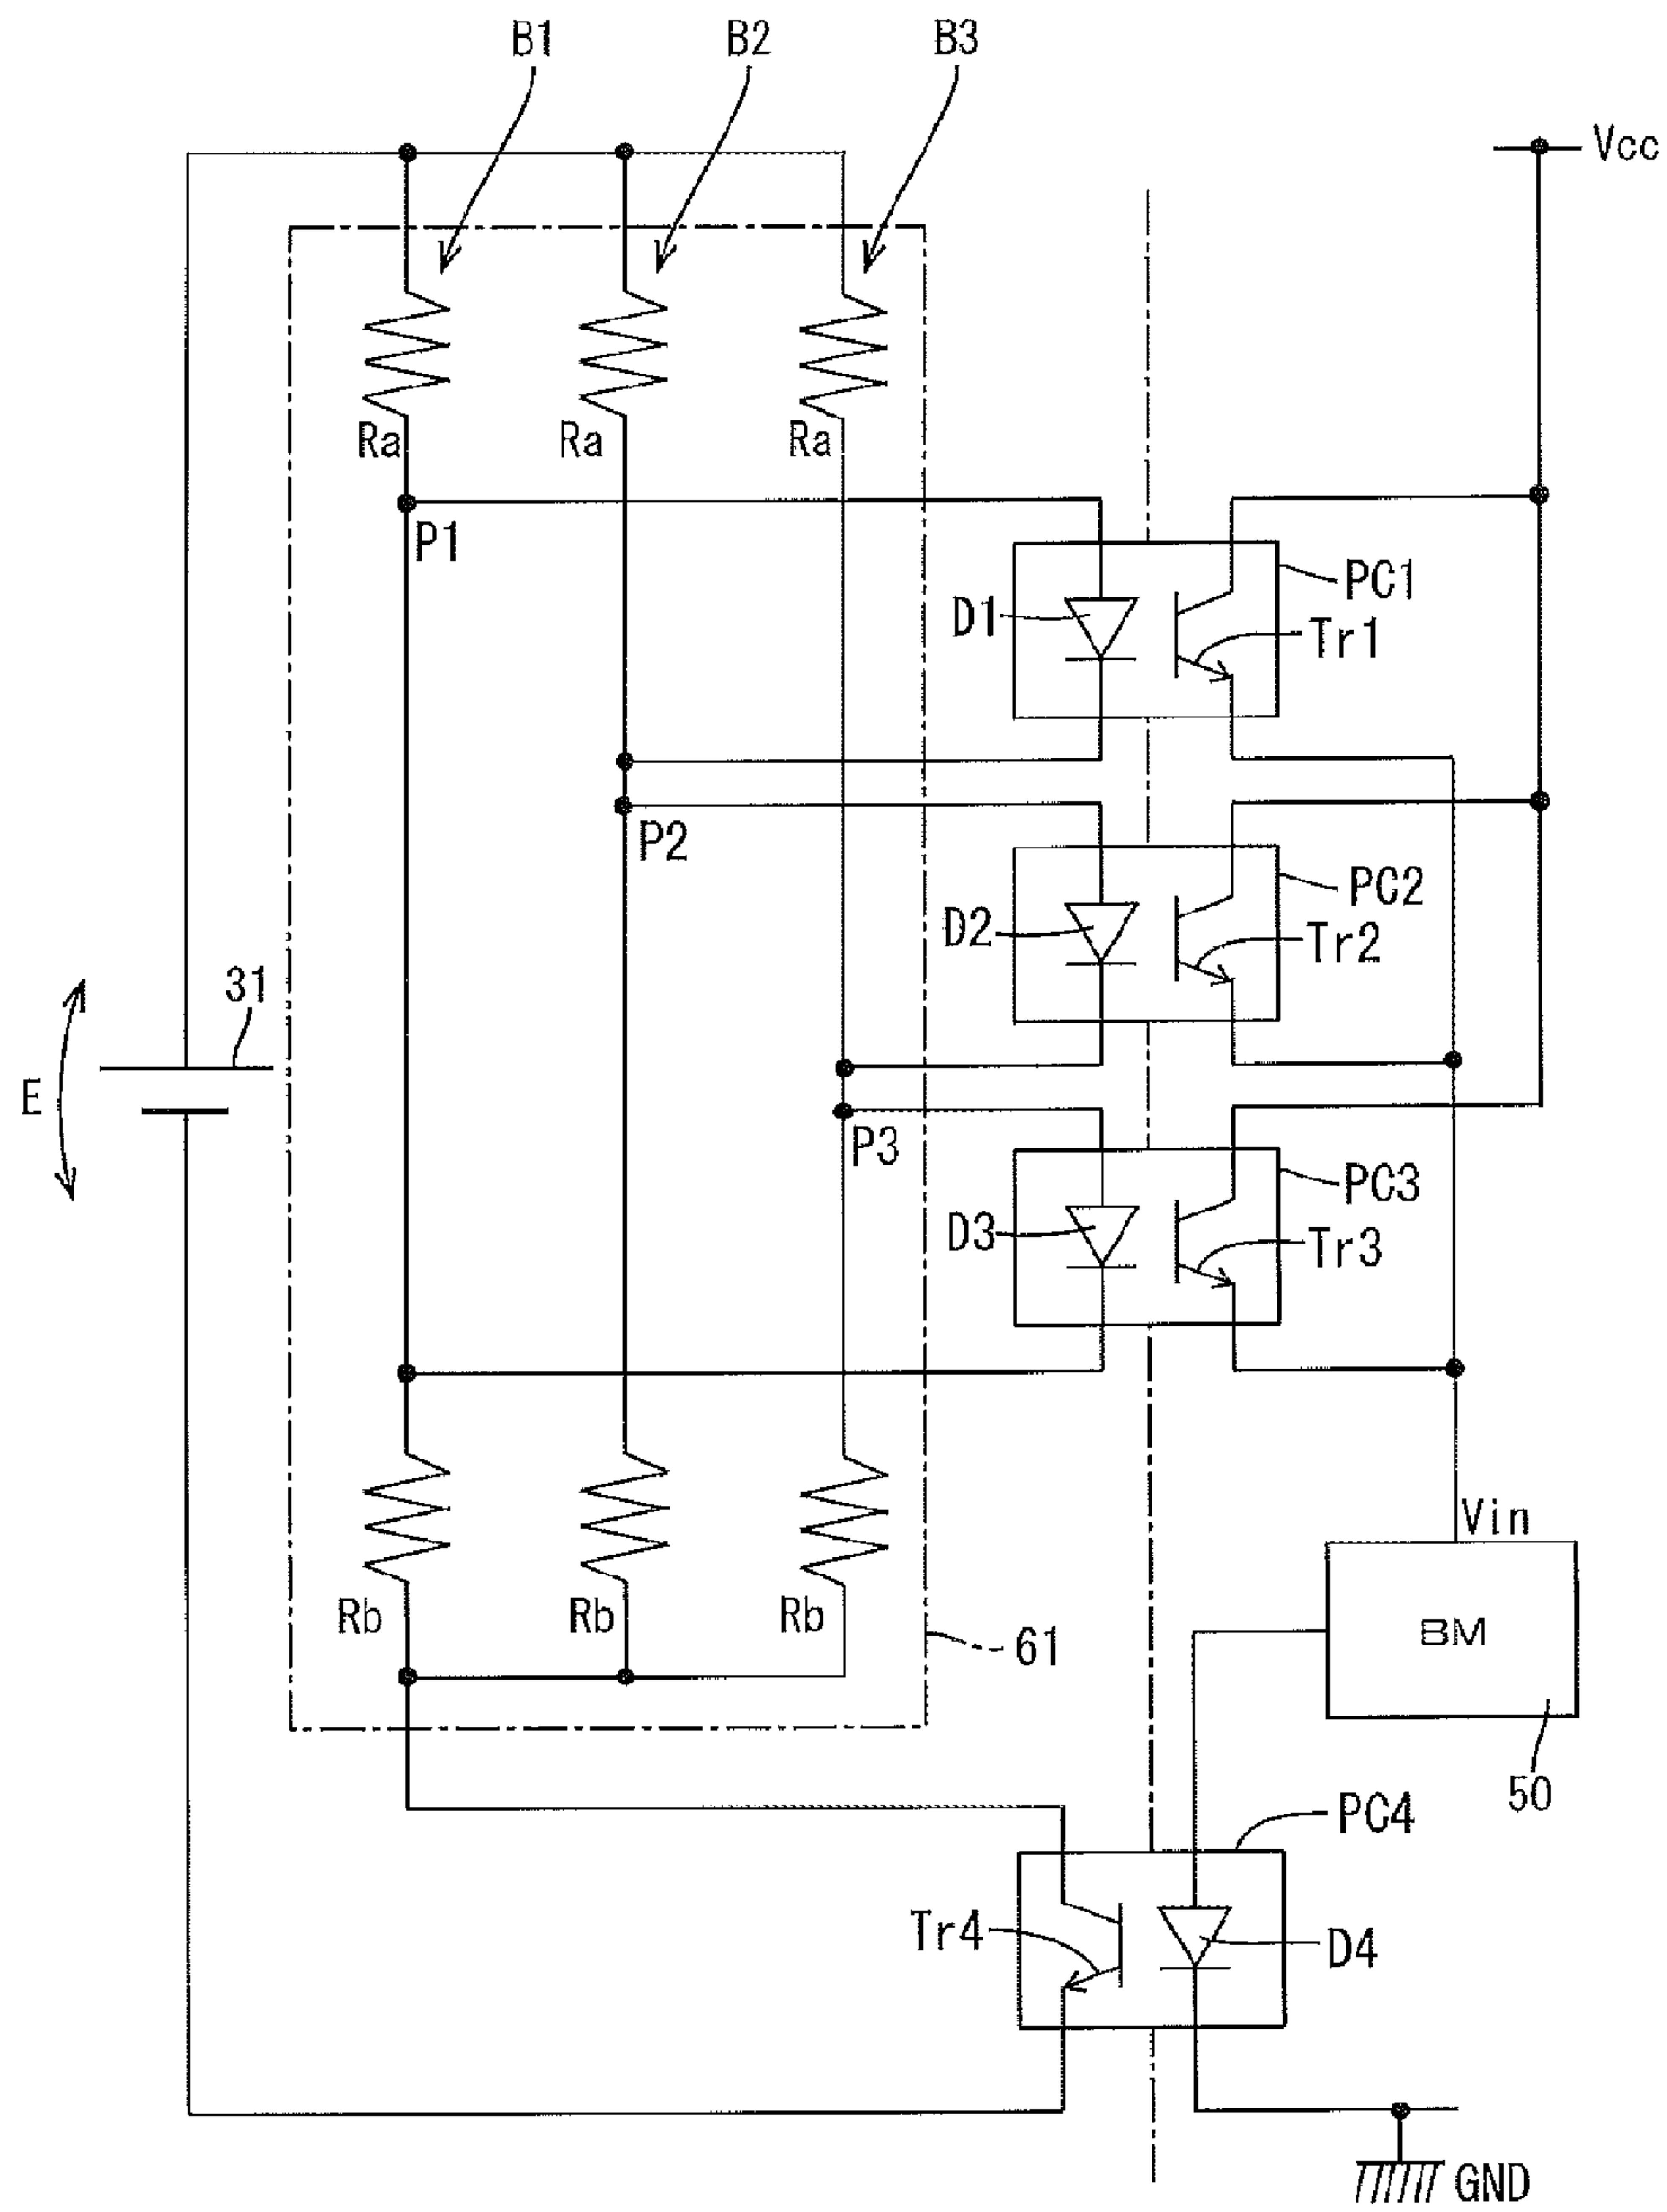 B1 B2 B3
Vcc
Ra Ra Ra
P1
PC1
D1
Tr1
P2
PC2
D2
Tr2
31
E
P3
PC3
D3
Tr3
Vin
Rb Rb Rb
61
BM
50
PC4
Tr4
D4
GND